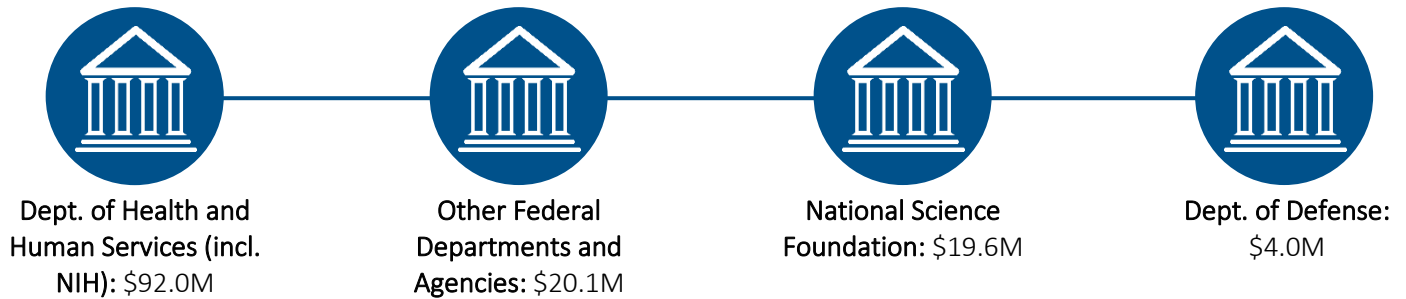 Dept. of Health and
Human Services (incl.
NIH): $92.0M
Other Federal
Departments and
Agencies: $20.1M
National Science
Foundation: $19.6M
Dept. of Defense:
$4.0M